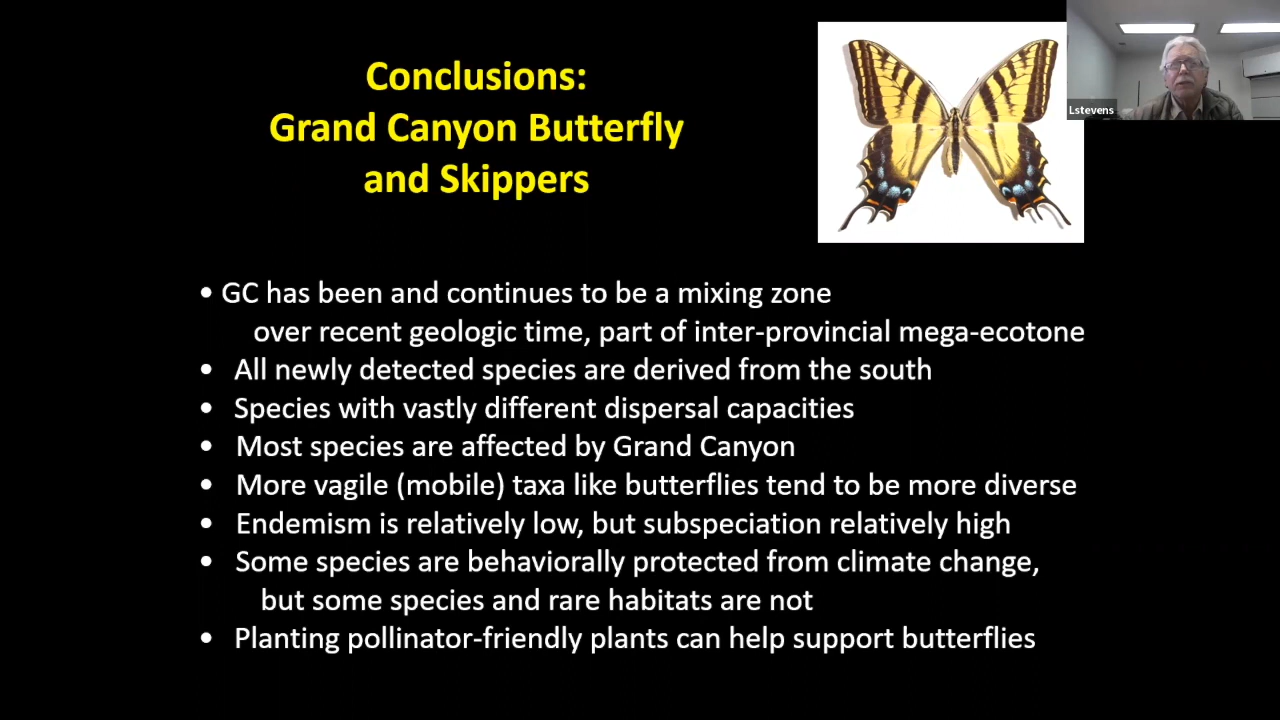 Conclusions:
Grand Canyon Butterfly
and Skippers
Lstevens
• GC has been and continues to be a mixing zone
over recent geologic time, part of inter-provincial mega-ecotone
• All newly detected species are derived from the south
• Species with vastly different dispersal capacities
• Most species are affected by Grand Canyon
• More vagile (mobile) taxa like butterflies tend to be more diverse
• Endemism is relatively low, but subspeciation relatively high
• Some species are behaviorally protected from climate change,
but some species and rare habitats are not
• Planting pollinator-friendly plants can help support butterflies